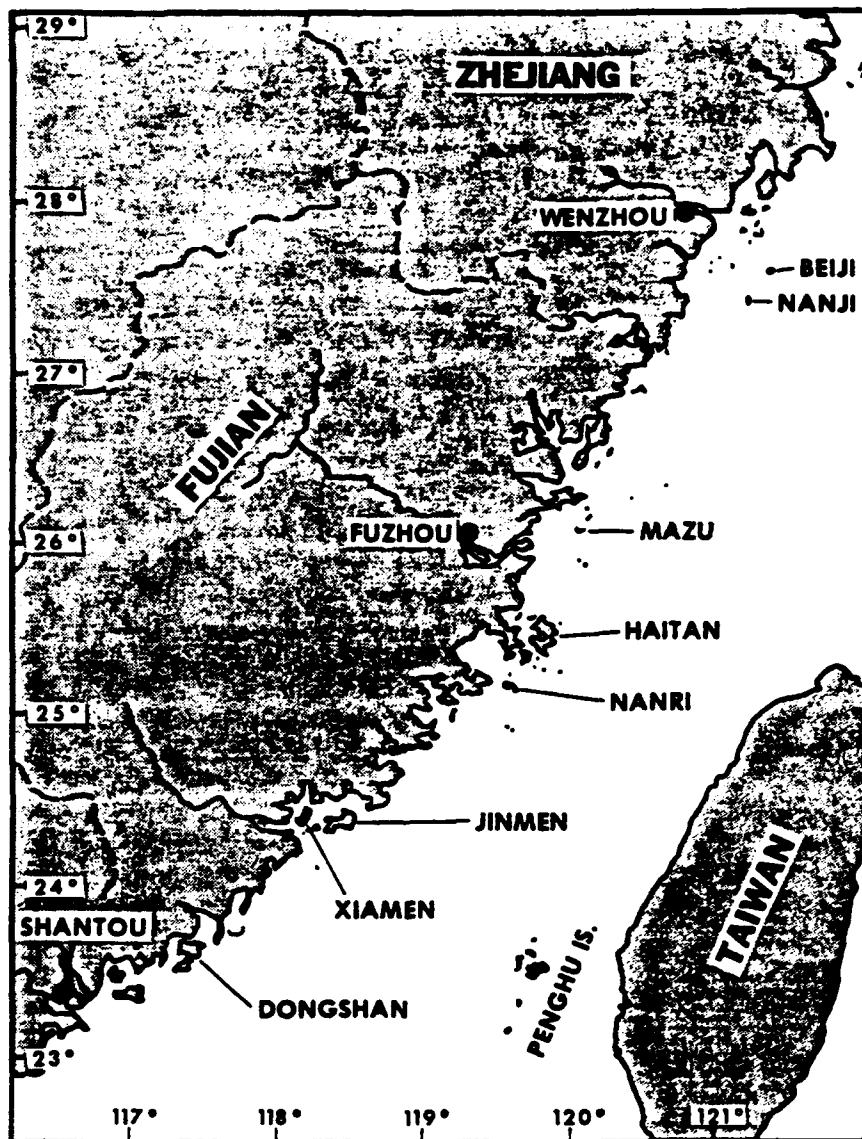 29°
ZHEJIANG
28°
WENZHOU
BEIJI
NANJI
27°
FUJIAN
FUZHOU
26°
MAZU
HAITAN
NANRI
25°
JINMEN
24°
XIAMEN
SHANTOU
TAIWAN
PENGHU IS.
DONGSHAN
23°
117°
118°
119°
120°
121°